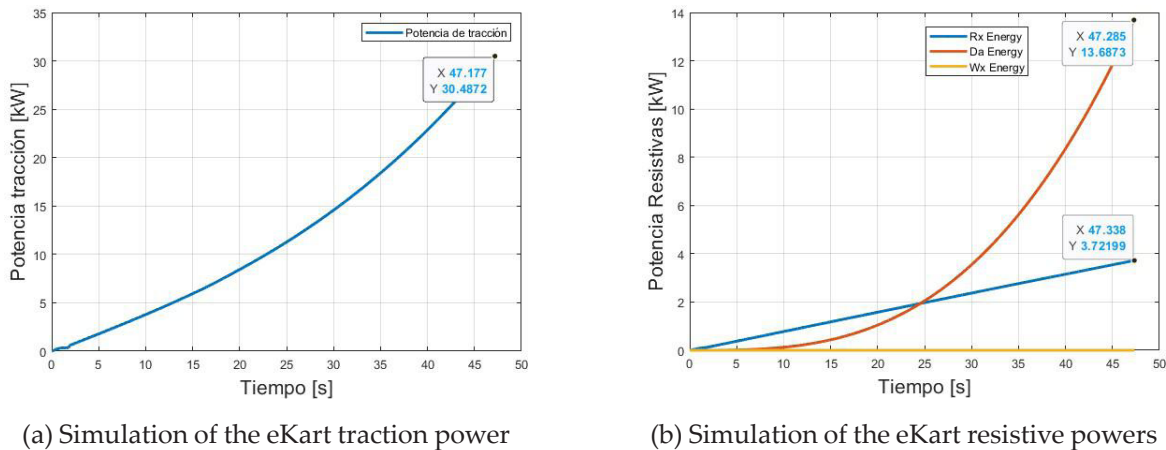 35
30
25
20
15
10
5
0
Potencia tracción [kW]
Potencia de tracción
X 47.177
Y 30.4872
0 5 10 15 20 25 30 35 40 45 50
Tiempo [s]
(a) Simulation of the eKart traction power
14
12
10
8
6
4
2
0
Potencia Resistivas [kW]
Rx Energy
Da Energy
Wx Energy
X 47.285
Y 13.6873
X 47.338
Y 3.72199
0 5 10 15 20 25 30 35 40 45 50
Tiempo [s]
(b) Simulation of the eKart resistive powers